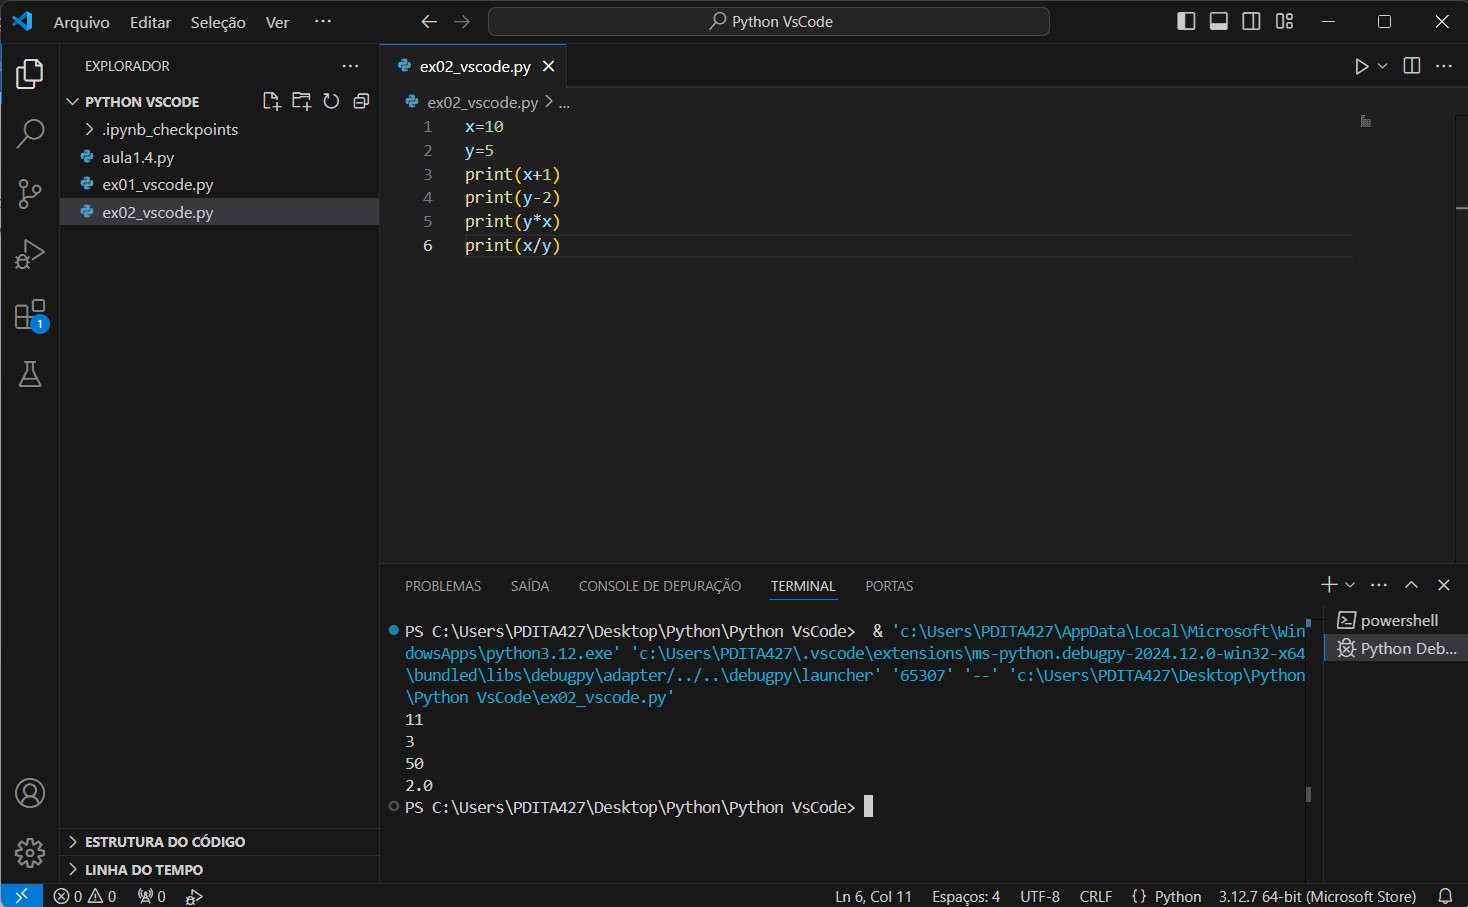 Arquivo Editar Seleção Ver ··· Python VsCode
EXPLORADOR ···
PYTHON VSCODE
.ipynb_checkpoints
aula1.4.py
ex01_vscode.py
ex02_vscode.py
1
ESTRUTURA DO CÓDIGO
LINHA DO TEMPO
ex02_vscode.py
ex02_vscode.py > ...
1 x=10
2 y=5
3 print(x+1)
4 print(y-2)
5 print(y*x)
6 print(x/y)
PROBLEMAS SAÍDA CONSOLE DE DEPURAÇÃO TERMINAL PORTAS
PS C:\Users\PDITA427\Desktop\Python\Python VsCode>  & 'c:\Users\PDITA427\AppData\Local\Microsoft\Win
dowsApps\python3.12.exe' 'c:\Users\PDITA427\.vscode\extensions\ms-python.debugpy-2024.12.0-win32-x64
\bundled\libs\debugpy\adapter/../..\debugpy\launcher' '65307' '--' 'c:\Users\PDITA427\Desktop\Python
\Python VsCode\ex02_vscode.py'
11
3
50
2.0
PS C:\Users\PDITA427\Desktop\Python\Python VsCode>
powershell
Python Deb...
0 0 0 Ln 6, Col 11 Espaços: 4 UTF-8 CRLF {} Python 3.12.7 64-bit (Microsoft Store)